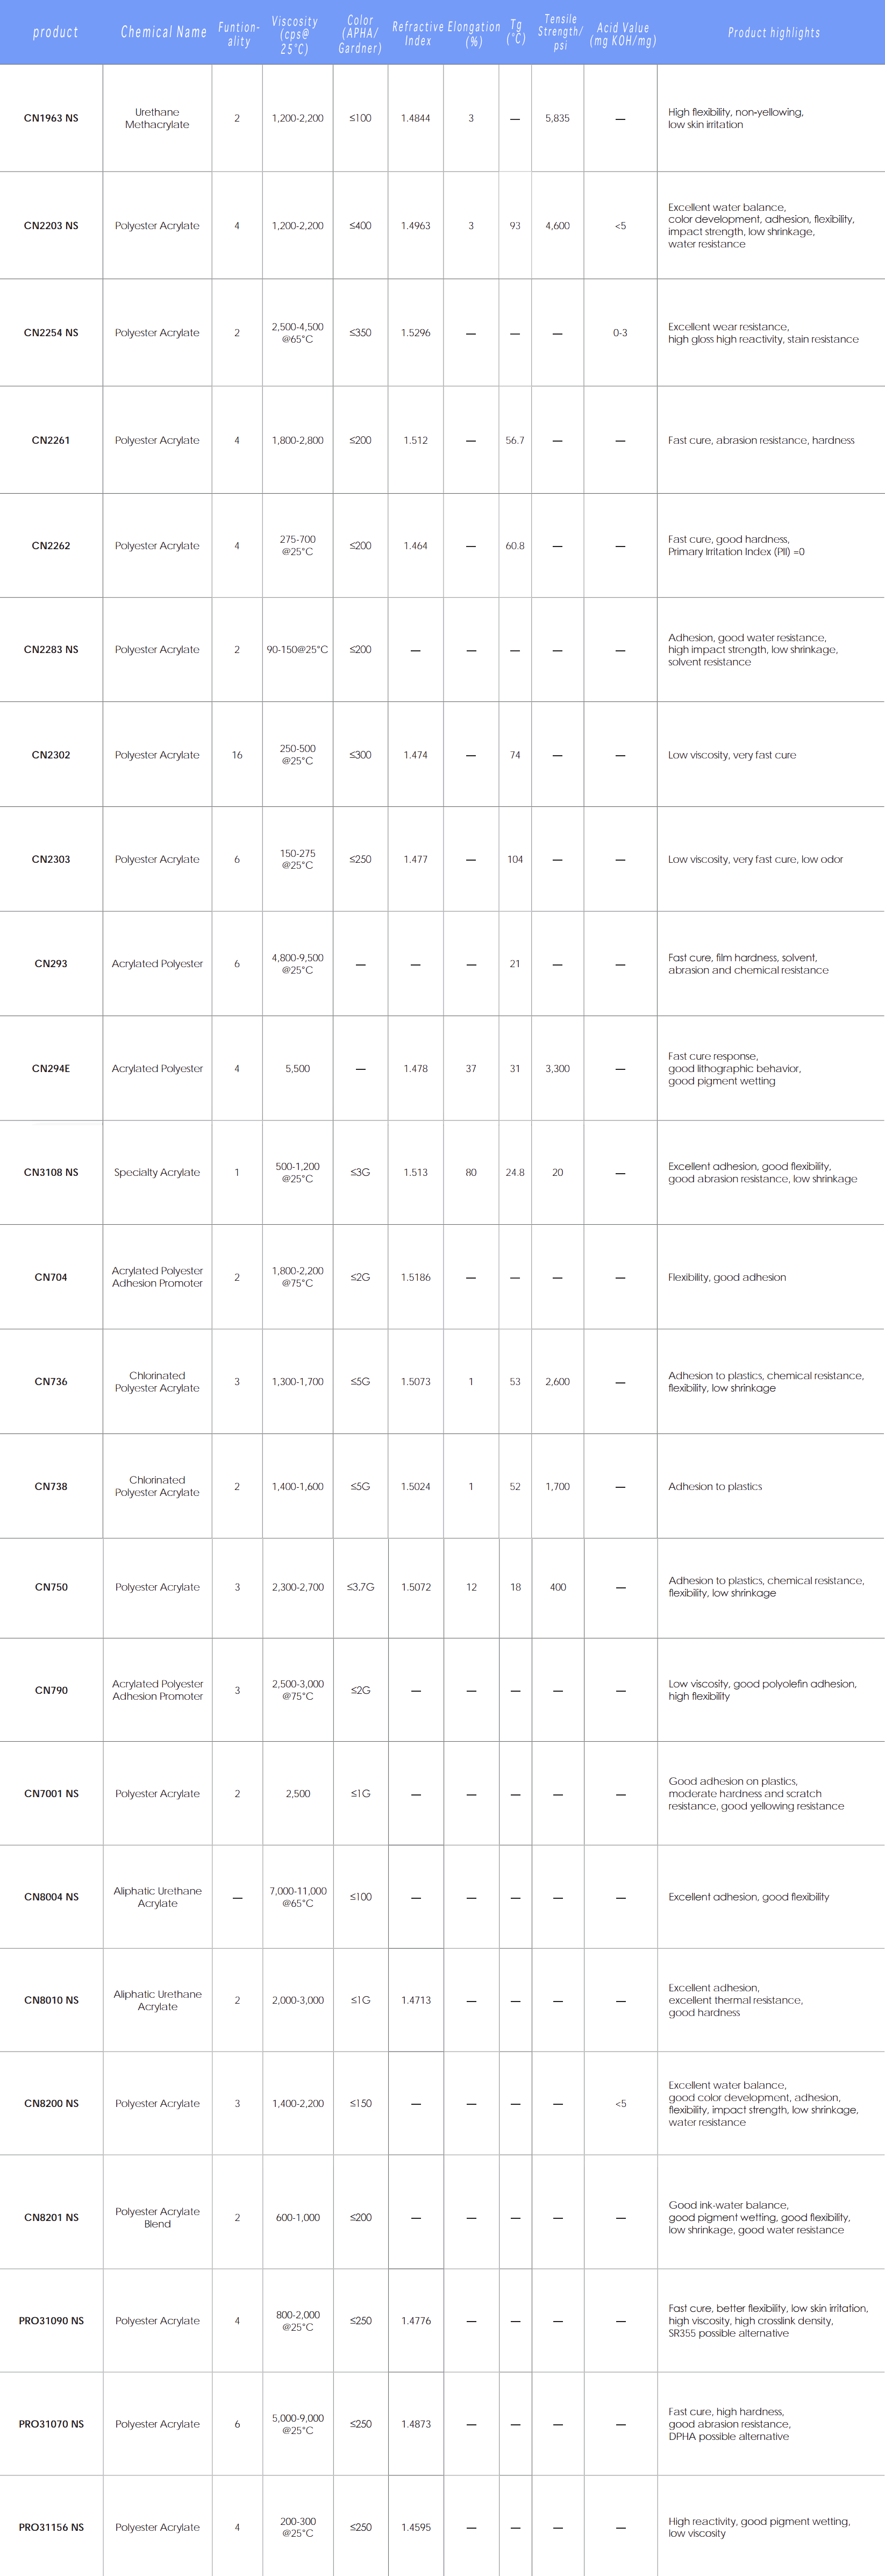 product Chemical Name Funtion-ality Viscosity (cps@ 25°C) Color (APHA/ Gardner) Refractive Index Elongation (%) Tg (°C) Tensile Strength/ psi Acid Value (mg KOH/mg) Product highlights
CN1963 NS Urethane Methacrylate 2 1,200-2,200 ≤100 1.4844 3 — 5,835 — High flexibility, non-yellowing,
low skin irritation
CN2203 NS Polyester Acrylate 4 1,200-2,200 ≤400 1.4963 3 93 4,600 <5 Excellent water balance,
color development, adhesion, flexibility,
impact strength, low shrinkage,
water resistance
CN2254 NS Polyester Acrylate 2 2,500-4,500 @65°C ≤350 1.5296 — — — 0-3 Excellent wear resistance,
high gloss high reactivity, stain resistance
CN2261 Polyester Acrylate 4 1,800-2,800 ≤200 1.512 — 56.7 — — Fast cure, abrasion resistance, hardness
CN2262 Polyester Acrylate 4 275-700 @25°C ≤200 1.464 — 60.8 — — Fast cure, good hardness,
Primary Irritation Index (PII) =0
CN2283 NS Polyester Acrylate 2 90-150@25°C ≤200 — — — — — Adhesion, good water resistance,
high impact strength, low shrinkage,
solvent resistance
CN2302 Polyester Acrylate 16 250-500 @25°C ≤300 1.474 — 74 — — Low viscosity, very fast cure
CN2303 Polyester Acrylate 6 150-275 @25°C ≤250 1.477 — 104 — — Low viscosity, very fast cure, low odor
CN293 Acrylated Polyester 6 4,800-9,500 @25°C — — — 21 — — Fast cure, film hardness, solvent,
abrasion and chemical resistance
CN294E Acrylated Polyester 4 5,500 — 1.478 37 31 3,300 — Fast cure response,
good lithographic behavior,
good pigment wetting
CN3108 NS Specialty Acrylate 1 500-1,200 @25°C ≤3G 1.513 80 24.8 20 — Excellent adhesion, good flexibility,
good abrasion resistance, low shrinkage
CN704 Acrylated Polyester Adhesion Promoter 2 1,800-2,200 @75°C ≤2G 1.5186 — — — — Flexibility, good adhesion
CN736 Chlorinated Polyester Acrylate 3 1,300-1,700 ≤5G 1.5073 1 53 2,600 — Adhesion to plastics, chemical resistance,
flexibility, low shrinkage
CN738 Chlorinated Polyester Acrylate 2 1,400-1,600 ≤5G 1.5024 1 52 1,700 — Adhesion to plastics
CN750 Polyester Acrylate 3 2,300-2,700 ≤3.7G 1.5072 12 18 400 — Adhesion to plastics, chemical resistance,
flexibility, low shrinkage
CN790 Acrylated Polyester Adhesion Promoter 3 2,500-3,000 @75°C ≤2G — — — — — Low viscosity, good polyolefin adhesion,
high flexibility
CN7001 NS Polyester Acrylate 2 2,500 ≤1G — — — — — Good adhesion on plastics,
moderate hardness and scratch
resistance, good yellowing resistance
CN8004 NS Aliphatic Urethane Acrylate — 7,000-11,000 @65°C ≤100 — — — — — Excellent adhesion, good flexibility
CN8010 NS Aliphatic Urethane Acrylate 2 2,000-3,000 ≤1G 1.4713 — — — — Excellent adhesion,
excellent thermal resistance,
good hardness
CN8200 NS Polyester Acrylate 3 1,400-2,200 ≤150 — — — — <5 Excellent water balance,
good color development, adhesion,
flexibility, impact strength, low shrinkage,
water resistance
CN8201 NS Polyester Acrylate Blend 2 600-1,000 ≤200 — — — — — Good ink-water balance,
good pigment wetting, good flexibility,
low shrinkage, good water resistance
PRO31090 NS Polyester Acrylate 4 800-2,000 @25°C ≤250 1.4776 — — — — Fast cure, better flexibility, low skin irritation,
high viscosity, high crosslink density,
SR355 possible alternative
PRO31070 NS Polyester Acrylate 6 5,000-9,000 @25°C ≤250 1.4873 — — — — Fast cure, high hardness,
good abrasion resistance,
DPHA possible alternative
PRO31156 NS Polyester Acrylate 4 200-300 @25°C ≤250 1.4595 — — — — High reactivity, good pigment wetting,
low viscosity